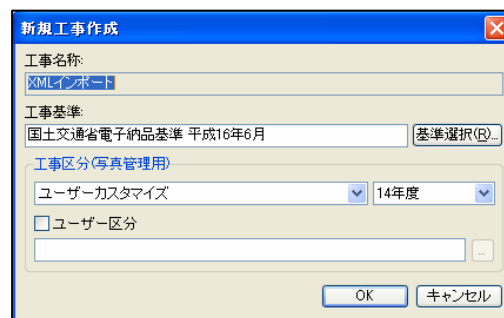 新規工事作成
工事名称:
XMLインポート
工事基準:
国土交通省電子納品基準 平成16年6月 基準選択(R)...
工事区分(写真管理用)
ユーザーカスタマイズ 14年度
ユーザー区分
...
OK キャンセル